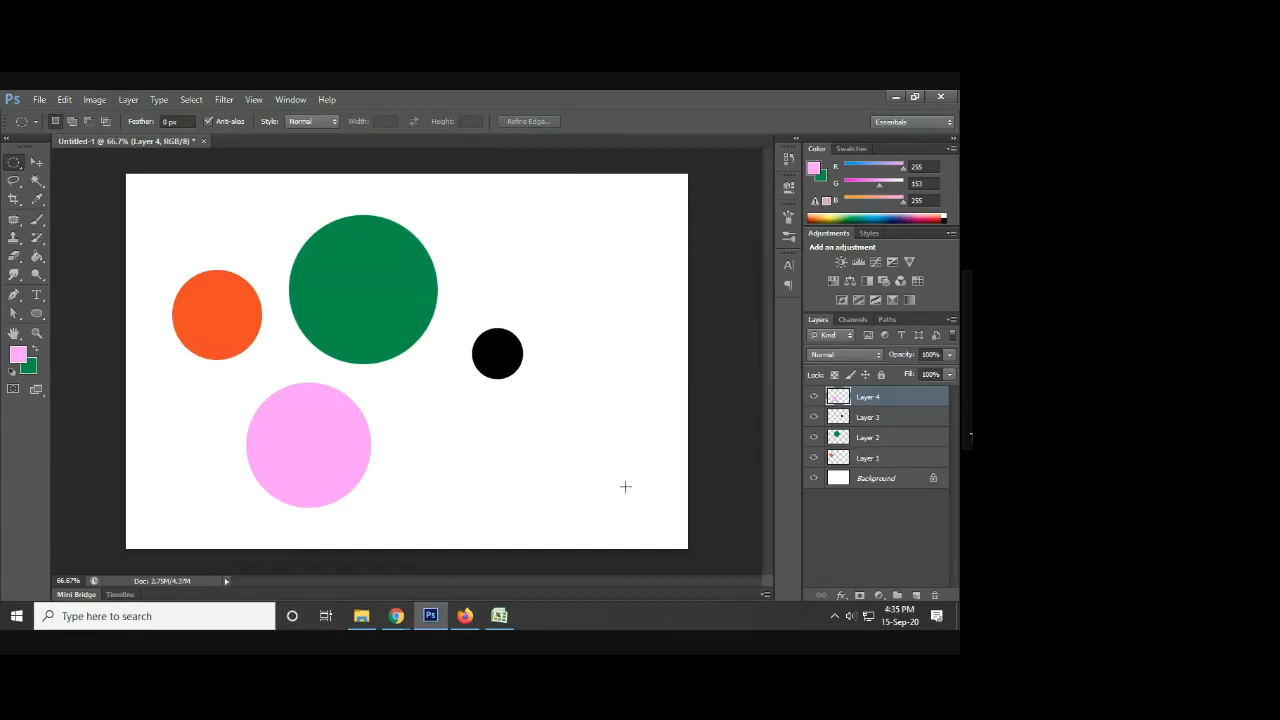 Ps File Edit Image Layer Type Select Filter View Window Help
Feather: 0 px Anti-alias Style: Normal Width: Height: Refine Edge... Essentials
Untitled-1 @ 66.7% (Layer 4, RGB/8) * ×
Color Swatches
R 255
G 153
B 255
Adjustments Styles
Add an adjustment
Layers Channels Paths
Kind T
Normal Opacity: 100%
Lock: Fill: 100%
Layer 4
Layer 3
Layer 2
Layer 1
Background
66.67% Doc: 2.75M/4.37M
Mini Bridge Timeline
Type here to search
Ps
4:35 PM
15-Sep-20